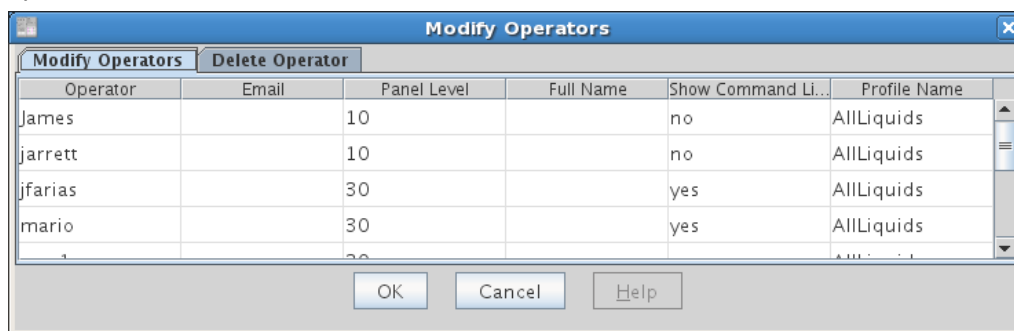 Modify Operators
Modify Operators Delete Operator
Operator Email Panel Level Full Name Show Command Li... Profile Name
James 10 no AllLiquids
jarrett 10 no AllLiquids
jfarias 30 yes AllLiquids
mario 30 yes AllLiquids
OK Cancel Help